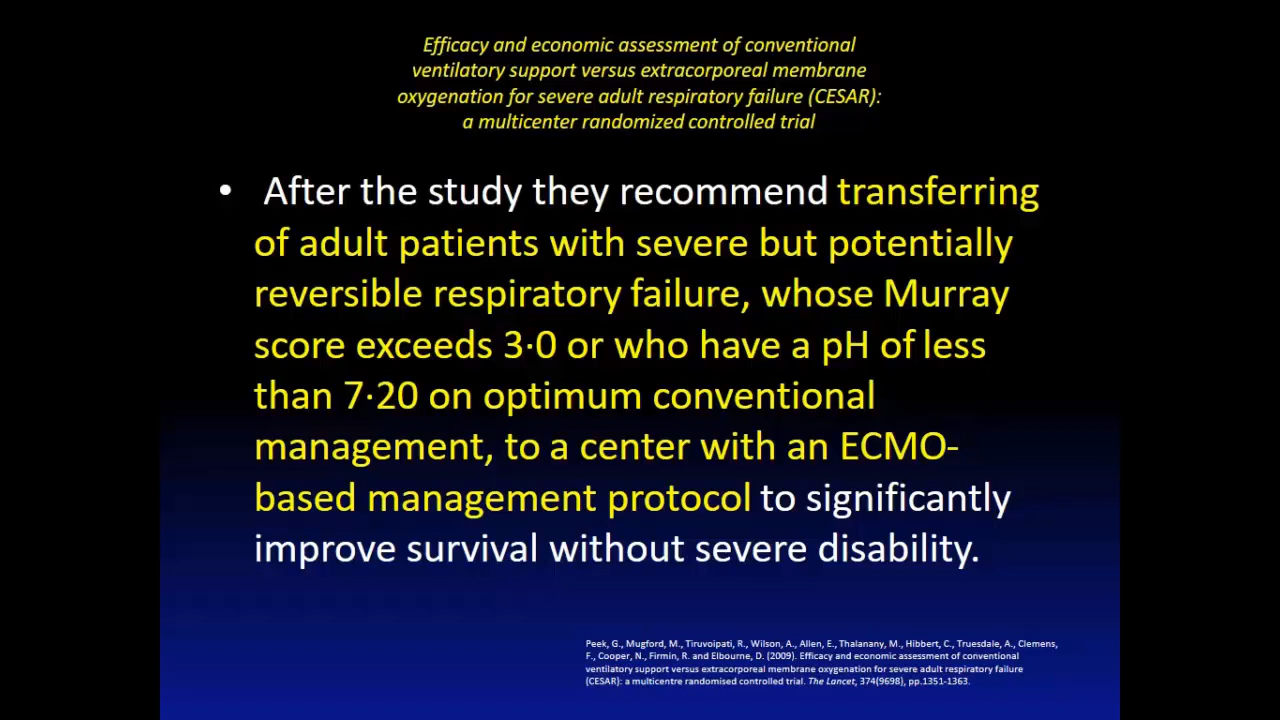 Efficacy and economic assessment of conventional
ventilatory support versus extracorporeal membrane
oxygenation for severe adult respiratory failure (CESAR):
a multicenter randomized controlled trial
• After the study they recommend transferring
of adult patients with severe but potentially
reversible respiratory failure, whose Murray
score exceeds 3·0 or who have a pH of less
than 7·20 on optimum conventional
management, to a center with an ECMO-
based management protocol to significantly
improve survival without severe disability.
Peek, G., Mugford, M., Tiruvoipati, R., Wilson, A., Allen, E., Thalanany, M., Hibbert, C., Truesdale, A., Clemens,
F., Cooper, N., Firmin, R. and Elbourne, D. (2009). Efficacy and economic assessment of conventional
ventilatory support versus extracorporeal membrane oxygenation for severe adult respiratory failure
(CESAR): a multicentre randomised controlled trial. The Lancet, 374(9698), pp.1351-1363.